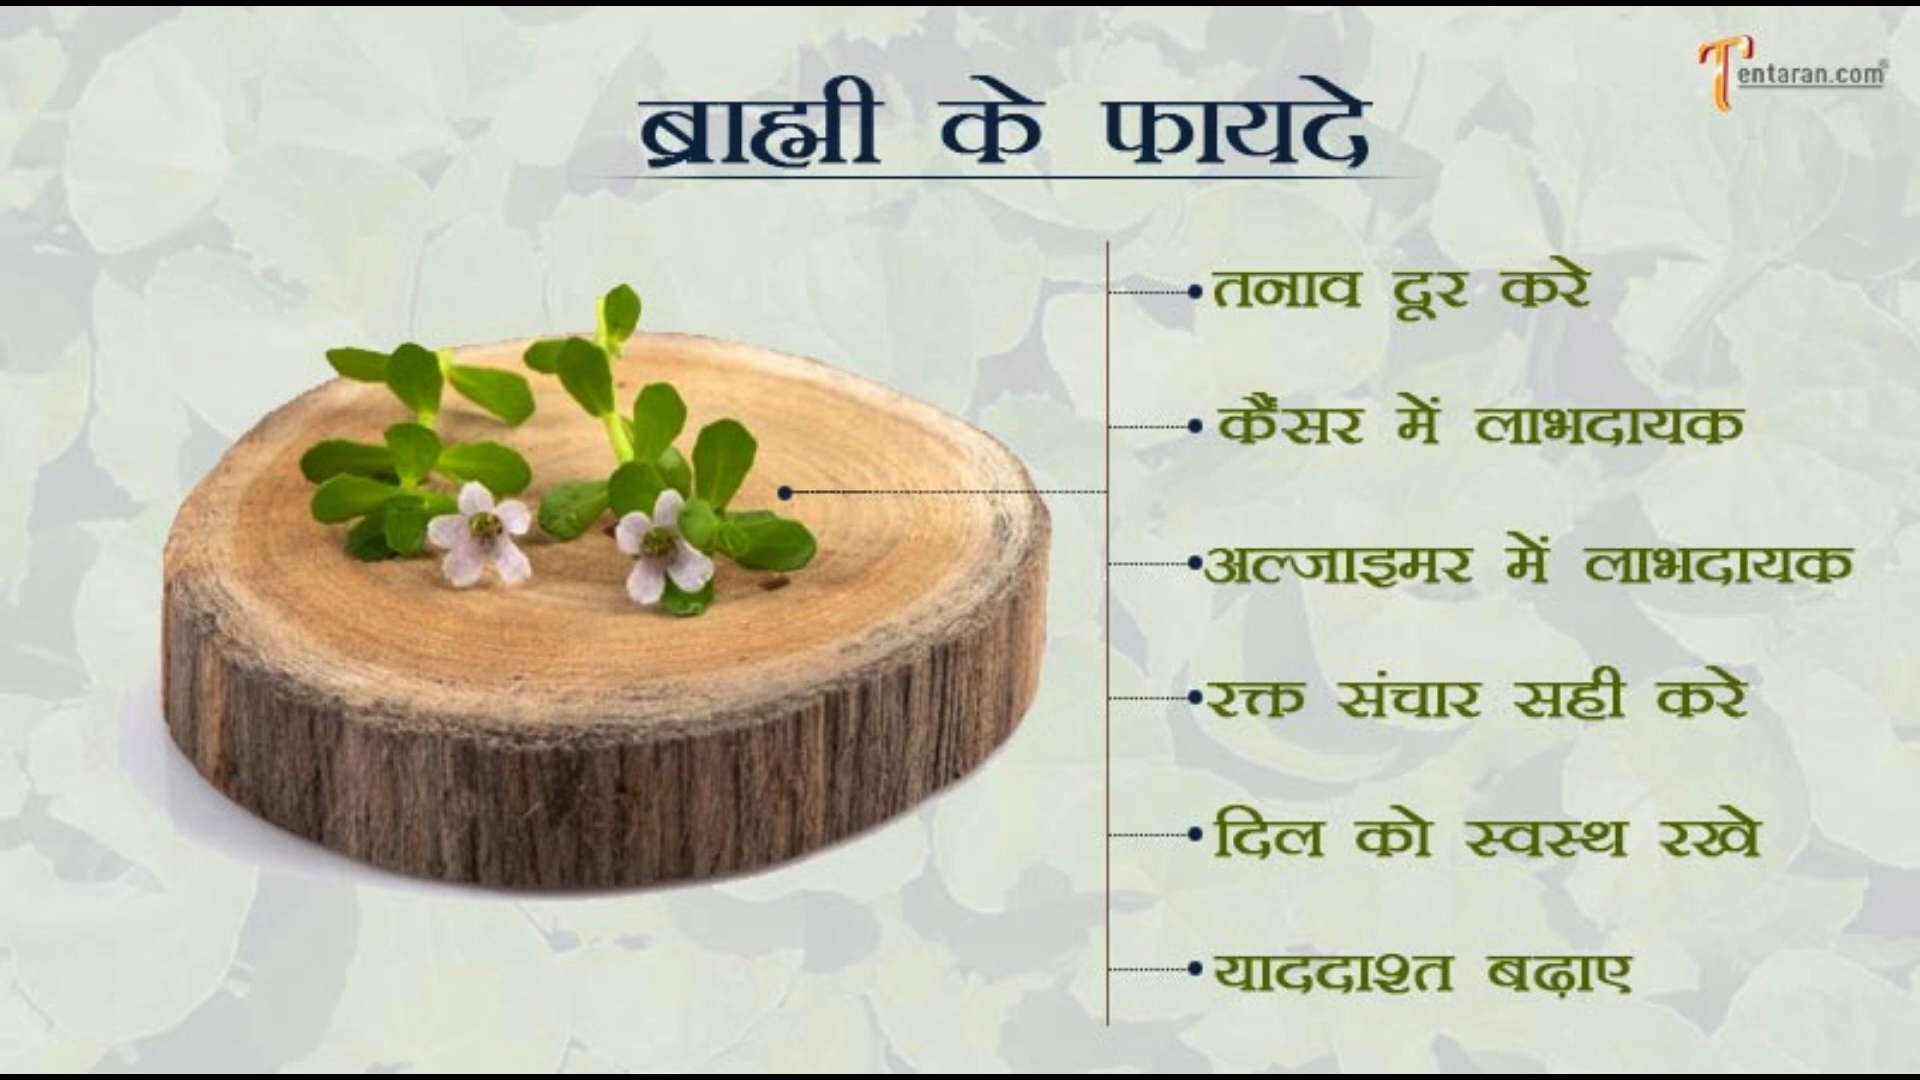 Tentaran.com
ब्राह्मी के फायदे
तनाव दूर करे
कैंसर में लाभदायक
अल्जाइमर में लाभदायक
रक्त संचार सही करे
दिल को स्वस्थ रखे
याददाश्त बढ़ाए